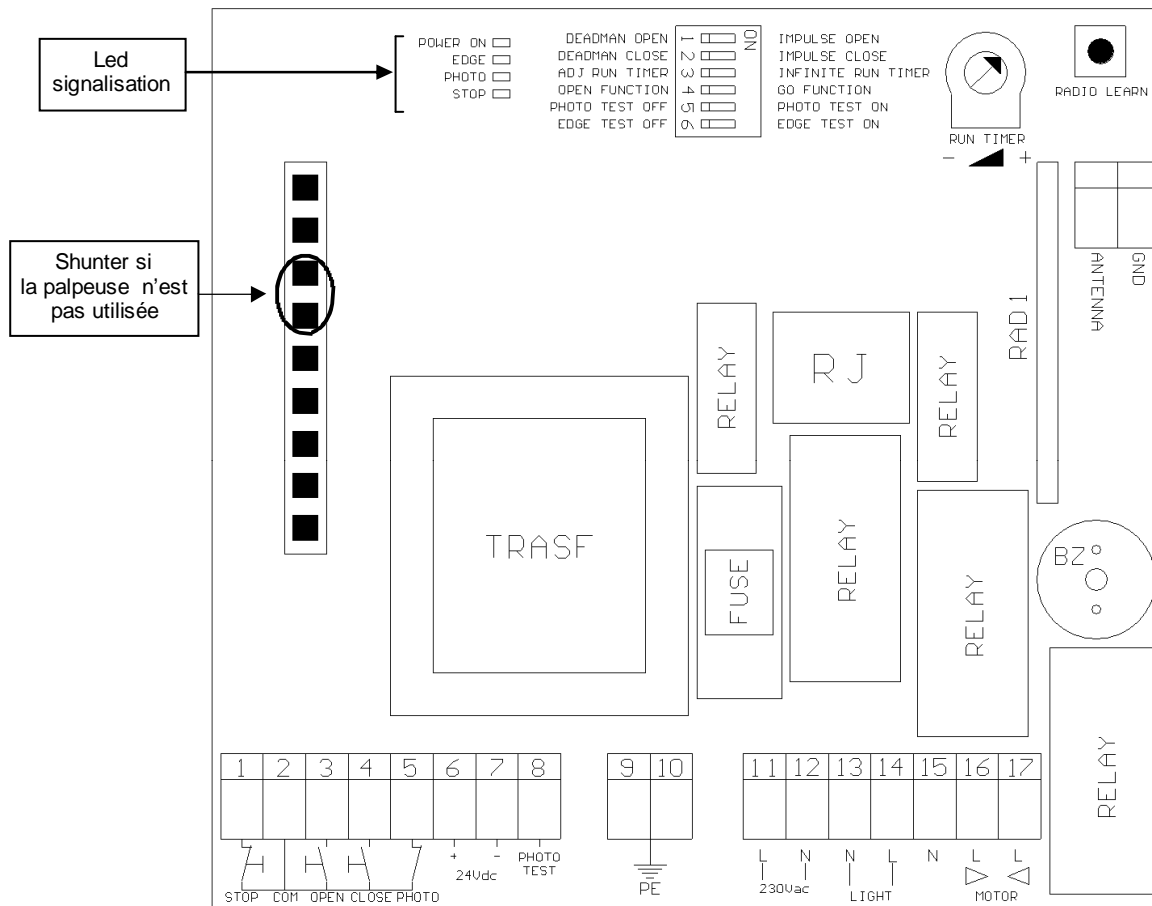 Led
signalisation
POWER ON
EDGE
PHOTO
STOP
DEADMAN OPEN 1 ON IMPULSE OPEN
DEADMAN CLOSE 2 IMPULSE CLOSE
ADJ RUN TIMER 3 INFINITE RUN TIMER
OPEN FUNCTION 4 GO FUNCTION
PHOTO TEST OFF 5 PHOTO TEST ON
EDGE TEST OFF 6 EDGE TEST ON
RUN TIMER
- +
RADIO LEARN
Shunter si
la palpeuse n'est
pas utilisée
ANTENNA
GND
RAD1
RELAY
RJ
RELAY
TRASF
FUSE
RELAY
RELAY
BZ
RELAY
1 2 3 4 5 6 7 8 9 10 11 12 13 14 15 16 17
+ - PHOTO
TEST
24Vdc
STOP COM OPEN CLOSE PHOTO
PE
L N N L N L L
230Vac
LIGHT MOTOR